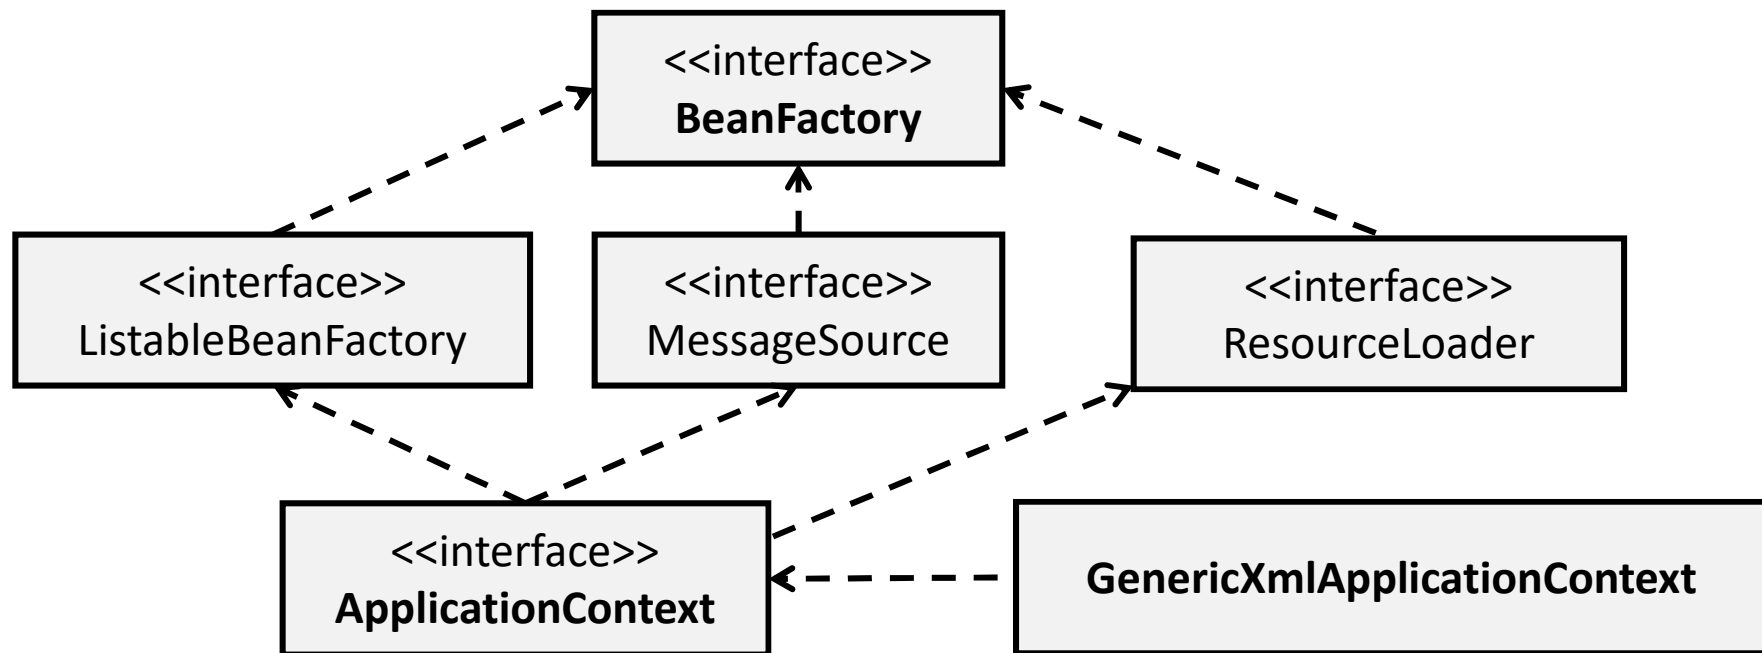 <<interface>>
BeanFactory
<<interface>>
ListableBeanFactory
<<interface>>
MessageSource
<<interface>>
ResourceLoader
<<interface>>
ApplicationContext
GenericXmlApplicationContext